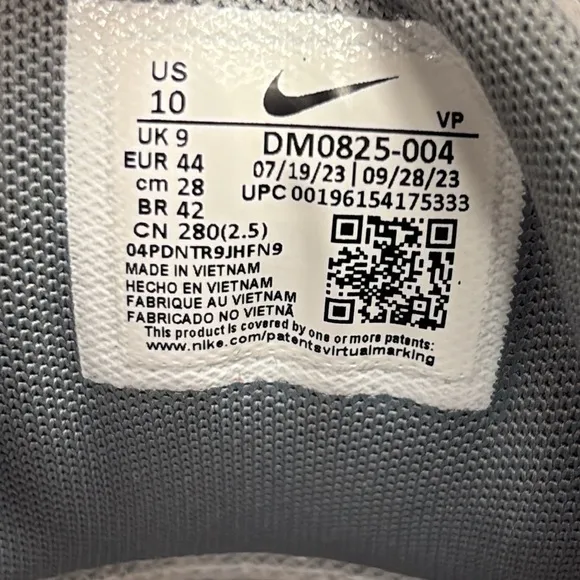 US
10
VP
UK 9
EUR 44
cm 28
BR 42
CN 280(2.5)
DM0825-004
07/19/23 | 09/28/23
UPC 00196154175333
04PDNTR9JHFN9
MADE IN VIETNAM
HECHO EN VIETNAM
FABRIQUE AU VIETNAM
FABRICADO NO VIETNÃ
This product is covered by one or more patents:
www.nike.com/patentsvirtualmarking